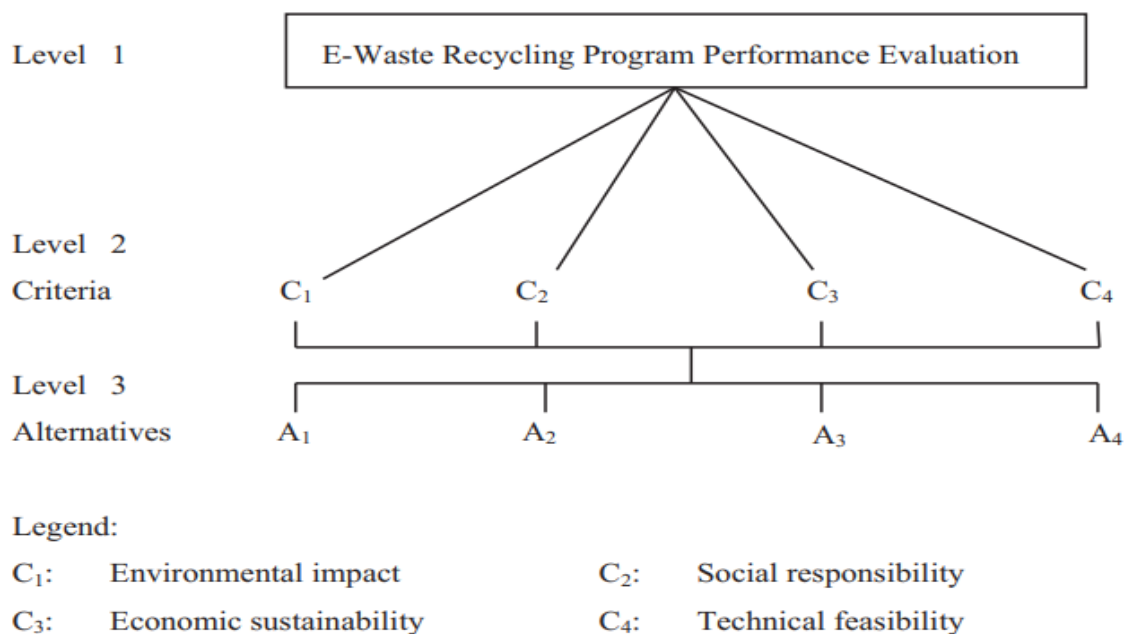 Level 1 E-Waste Recycling Program Performance Evaluation
Level 2
Criteria C₁ C₂ C₃ C₄
Level 3
Alternatives A₁ A₂ A₃ A₄
Legend:
C₁: Environmental impact C₂: Social responsibility
C₃: Economic sustainability C₄: Technical feasibility